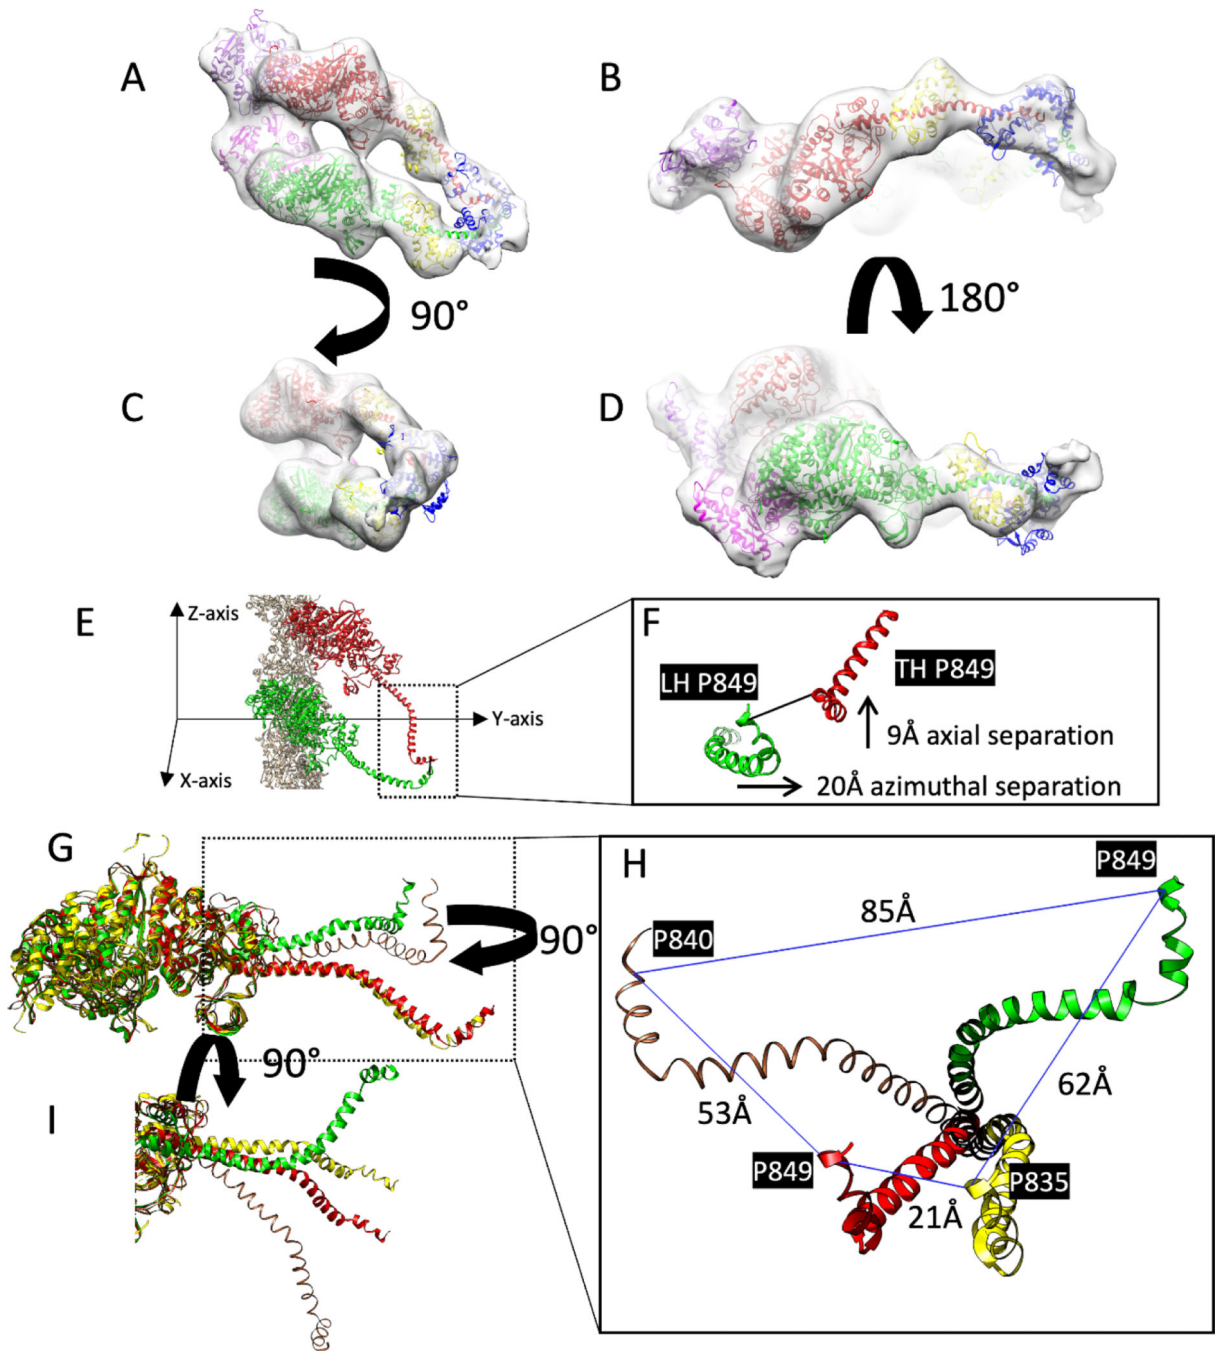 A
B
90°
180°
C
D
E
Z-axis
Y-axis
X-axis
F
LH P849
TH P849
9Å axial separation
20Å azimuthal separation
G
90°
H
P849
85Å
P840
62Å
53Å
P849
P835
21Å
I
90°